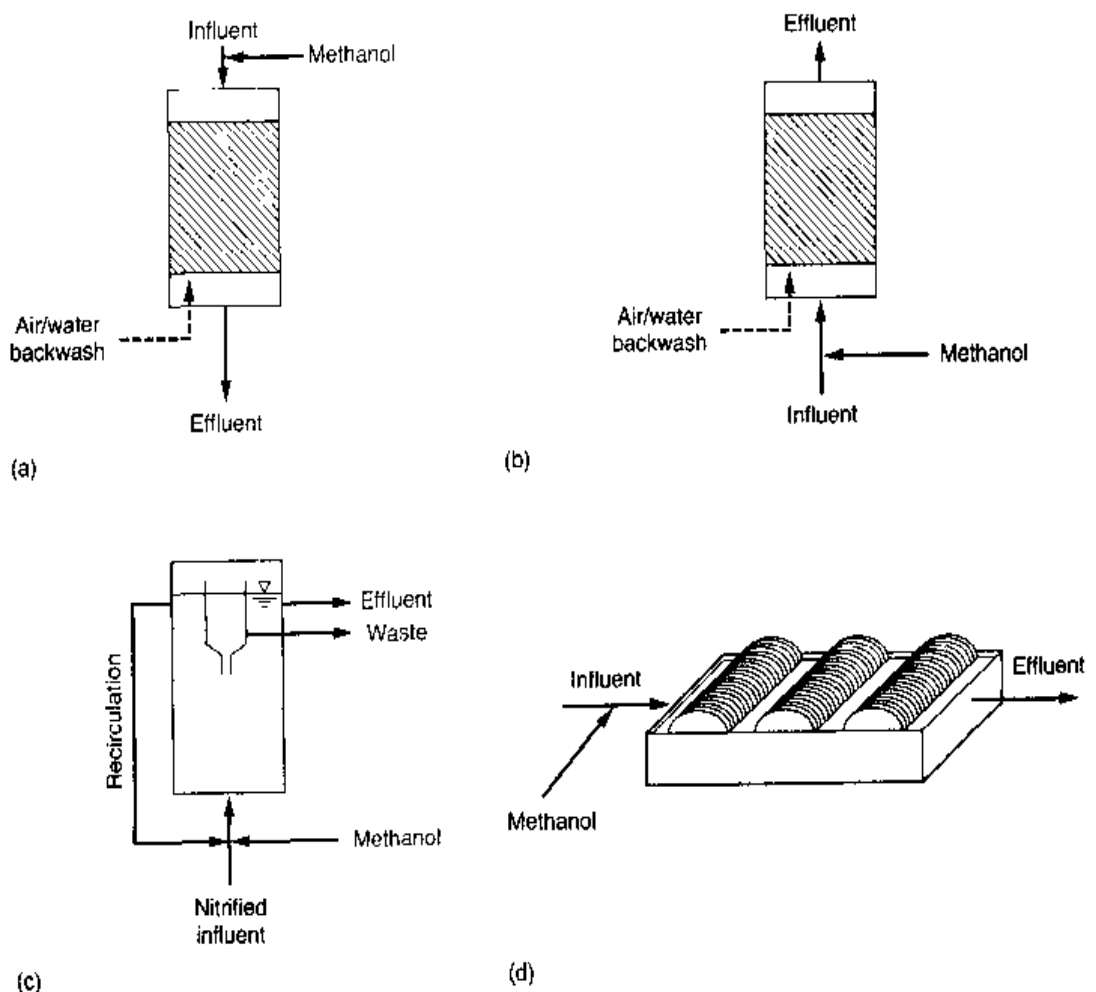 Influent
Methanol
Air/water
backwash
Effluent
(a)
Effluent
Air/water
backwash
Methanol
Influent
(b)
Effluent
Waste
Recirculation
Methanol
Nitrified
influent
(c)
Influent
Methanol
Effluent
(d)